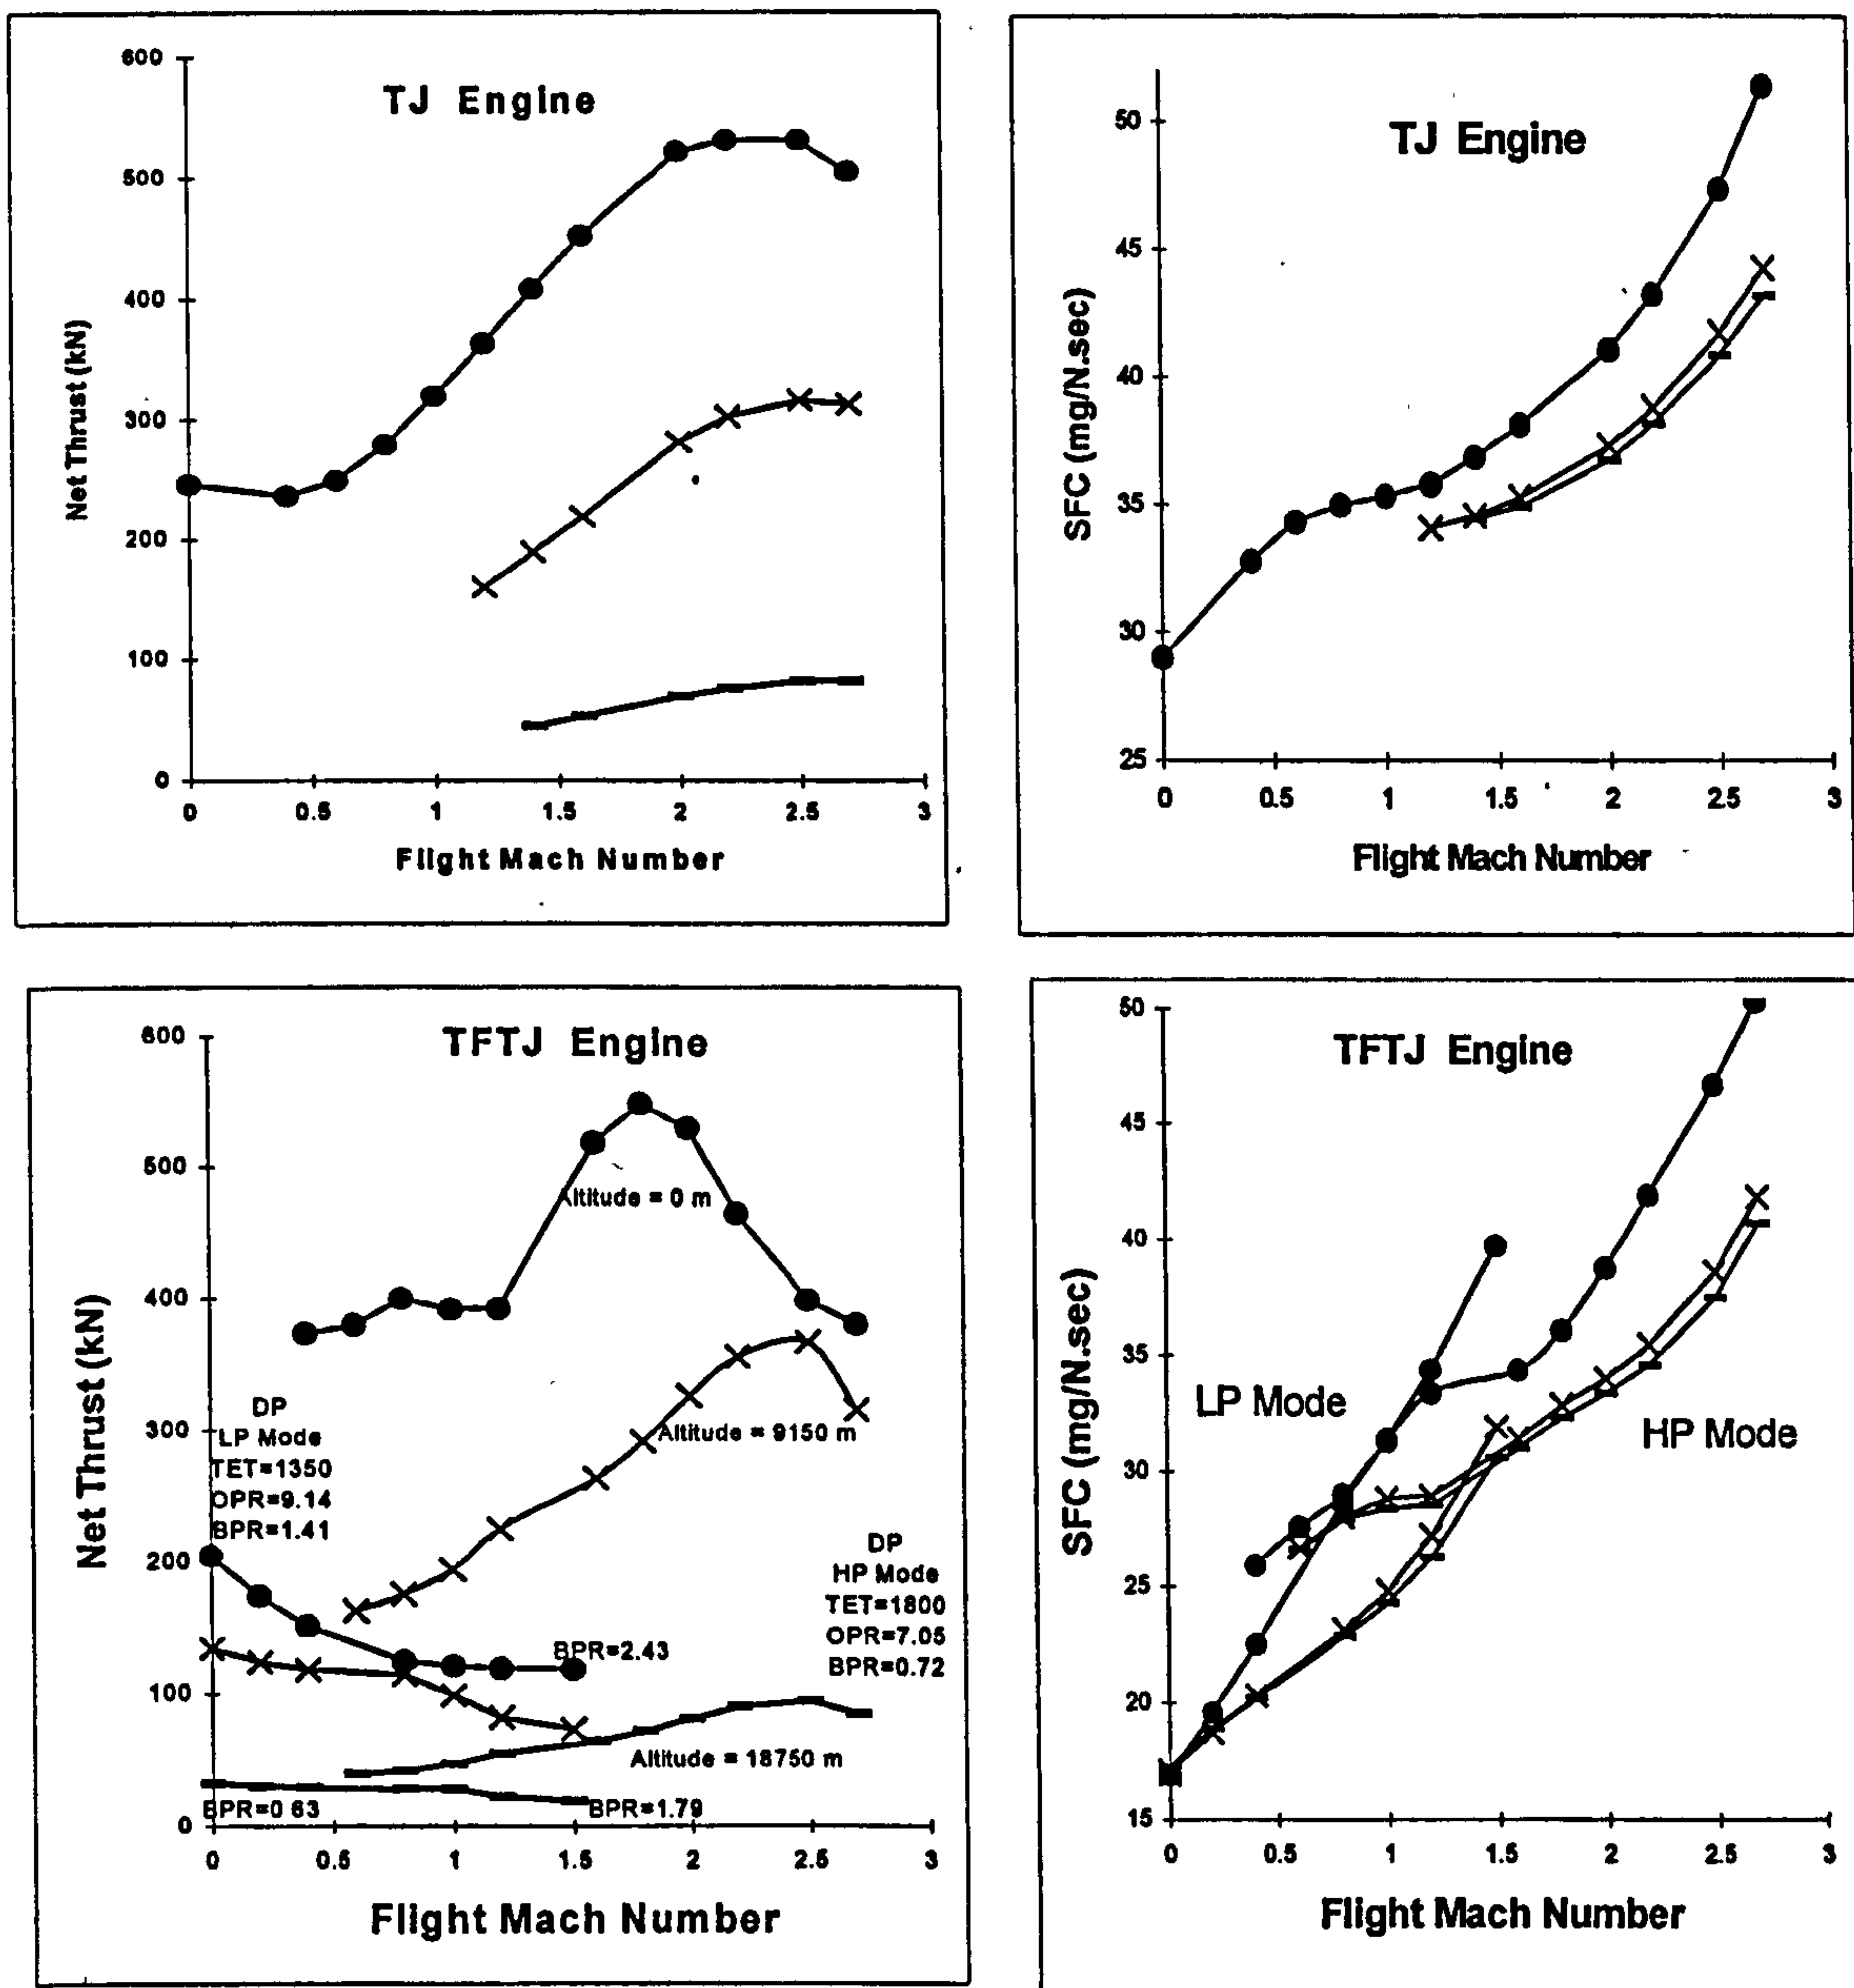 TJ Engine
Net Thrust (kN)
600
500
400
300
200
100
0
0 0.5 1 1.5 2 2.5 3
Flight Mach Number
TJ Engine
SFC (mg/N.sec)
50
45
40
35
30
25
0 0.5 1 1.5 2 2.5 3
Flight Mach Number
TFTJ Engine
Net Thrust (kN)
600
500
400
300
200
100
0
Altitude = 0 m
DP
LP Mode
TET=1350
OPR=9.14
BPR=1.41
Altitude = 9150 m
DP
HP Mode
TET=1800
OPR=7.05
BPR=0.72
BPR=2.43
Altitude = 18750 m
BPR=0 63
BPR=1.79
0 0.5 1 1.5 2 2.5 3
Flight Mach Number
TFTJ Engine
SFC (mg/N.sec)
50
45
40
35
30
25
20
15
LP Mode
HP Mode
0 0.5 1 1.5 2 2.5 3
Flight Mach Number